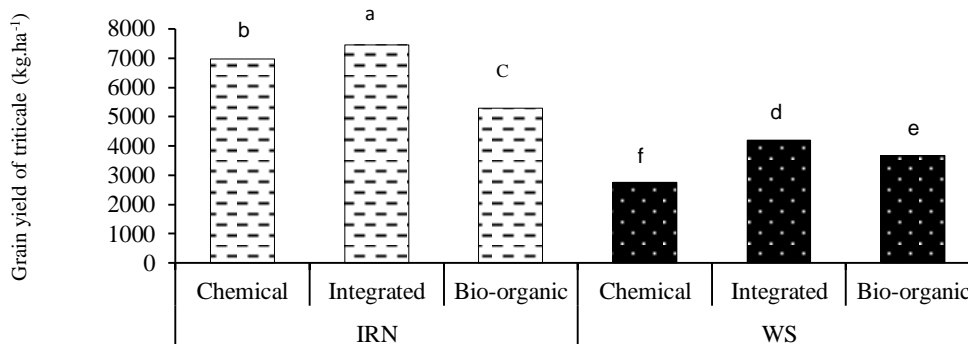 Grain yield of triticale (kg.ha-1)
8000
7000
6000
5000
4000
3000
2000
1000
0
b
a
C
f
d
e
Chemical Integrated Bio-organic Chemical Integrated Bio-organic
IRN WS